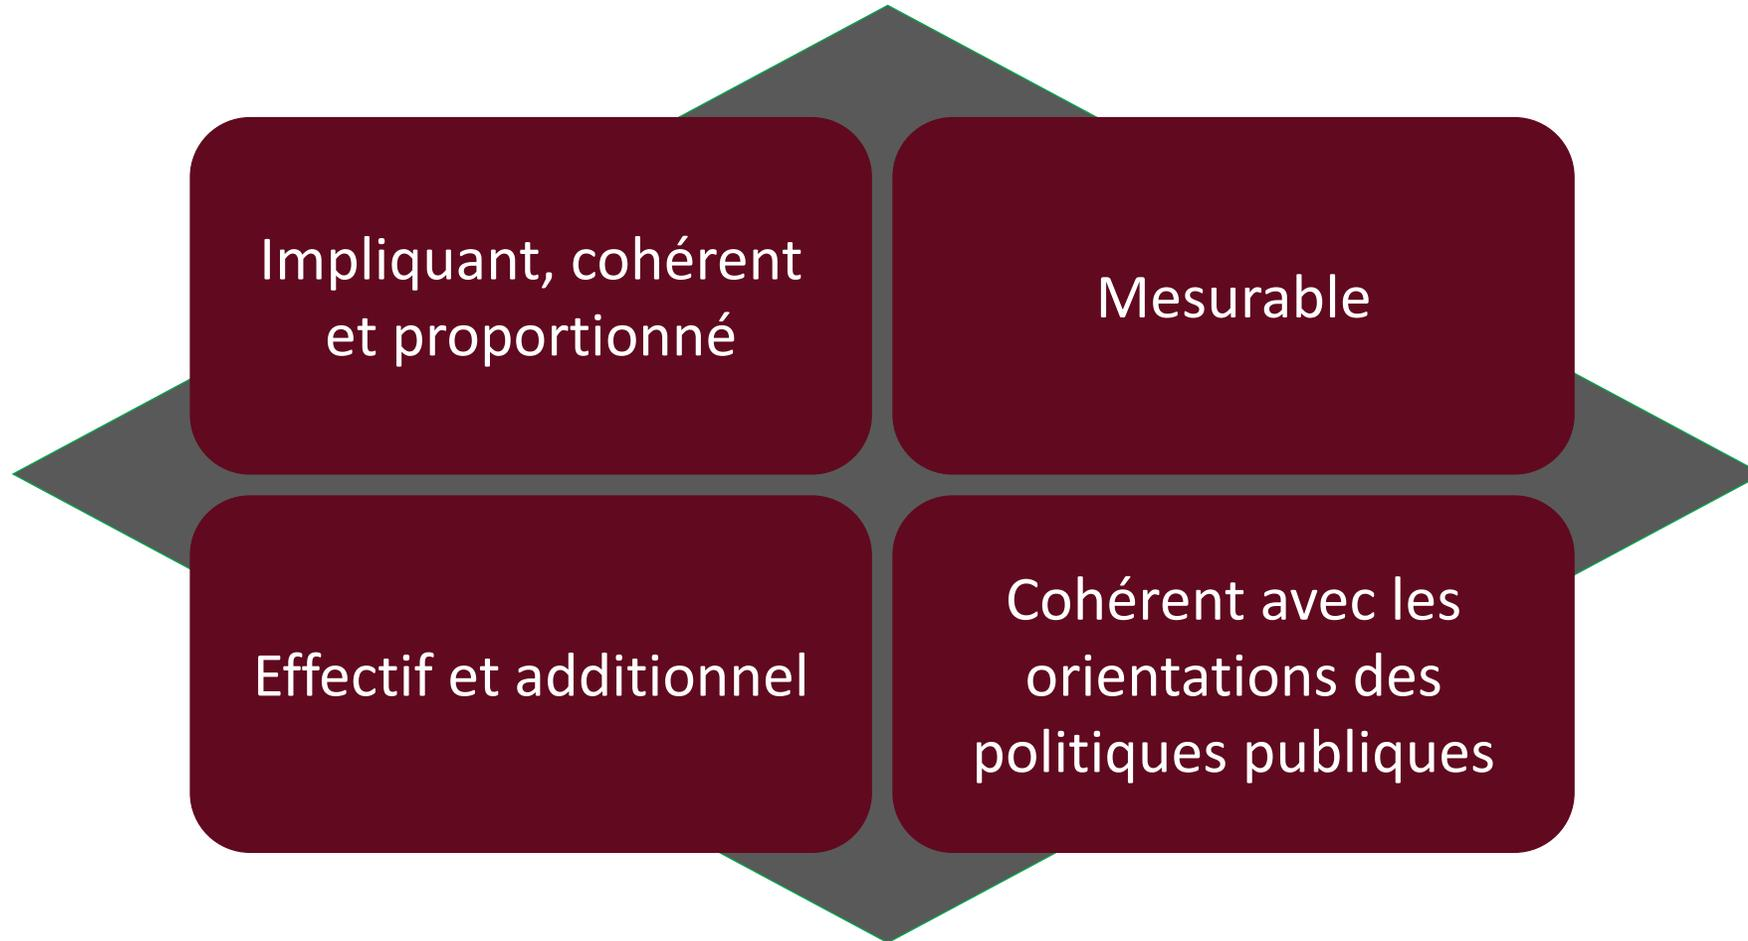 Impliquant, cohérent
et proportionné
Mesurable
Effectif et additionnel
Cohérent avec les
orientations des
politiques publiques